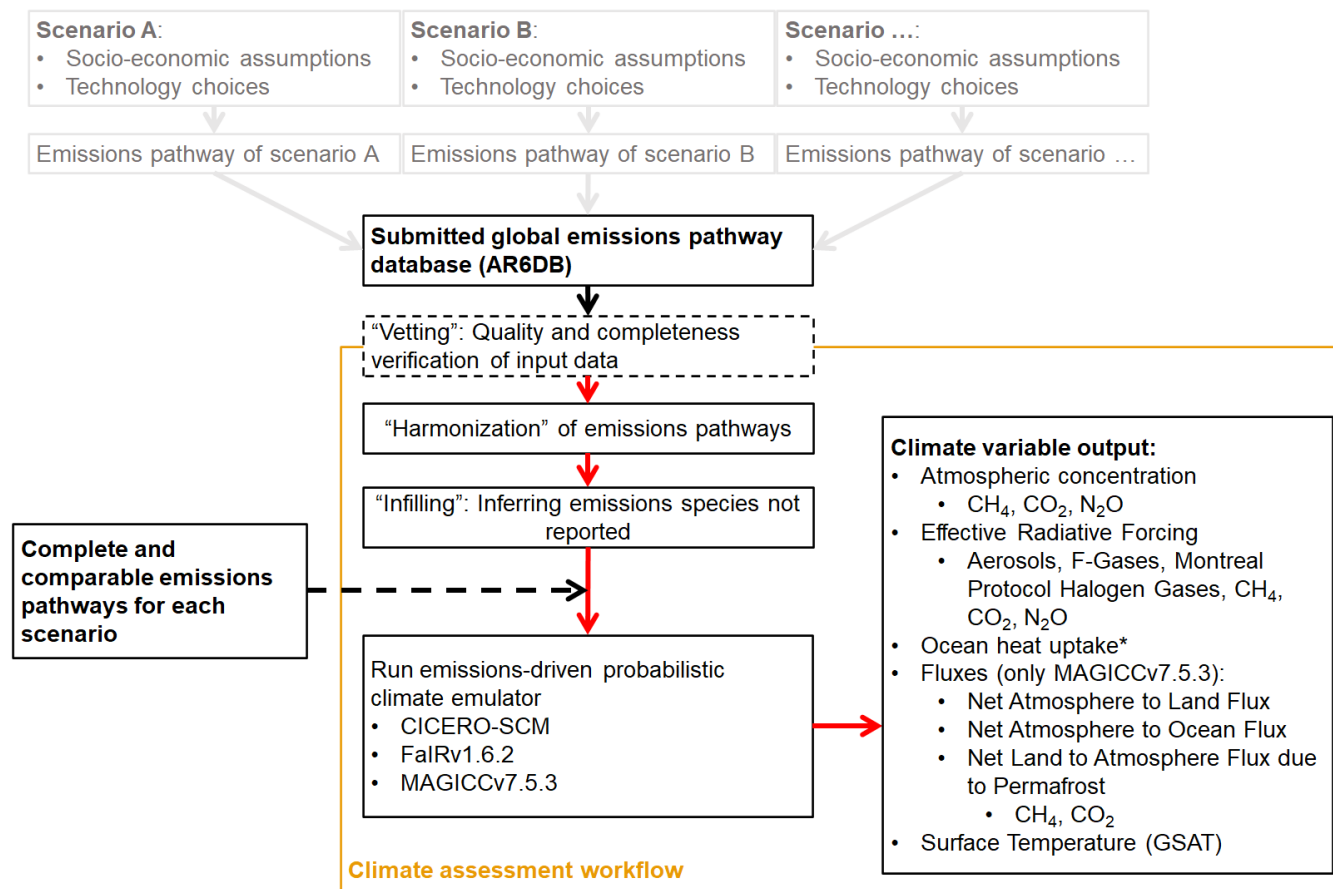 Scenario A:
• Socio-economic assumptions
• Technology choices
Scenario B:
• Socio-economic assumptions
• Technology choices
Scenario …:
• Socio-economic assumptions
• Technology choices
Emissions pathway of scenario A
Emissions pathway of scenario B
Emissions pathway of scenario …
Submitted global emissions pathway
database (AR6DB)
“Vetting”: Quality and completeness
verification of input data
“Harmonization” of emissions pathways
“Infilling”: Inferring emissions species not
reported
Complete and
comparable emissions
pathways for each
scenario
Run emissions-driven probabilistic
climate emulator
• CICERO-SCM
• FaIRv1.6.2
• MAGICCv7.5.3
Climate variable output:
• Atmospheric concentration
• CH₄, CO₂, N₂O
• Effective Radiative Forcing
• Aerosols, F-Gases, Montreal
Protocol Halogen Gases, CH₄,
CO₂, N₂O
• Ocean heat uptake*
• Fluxes (only MAGICCv7.5.3):
• Net Atmosphere to Land Flux
• Net Atmosphere to Ocean Flux
• Net Land to Atmosphere Flux due
to Permafrost
• CH₄, CO₂
• Surface Temperature (GSAT)
Climate assessment workflow